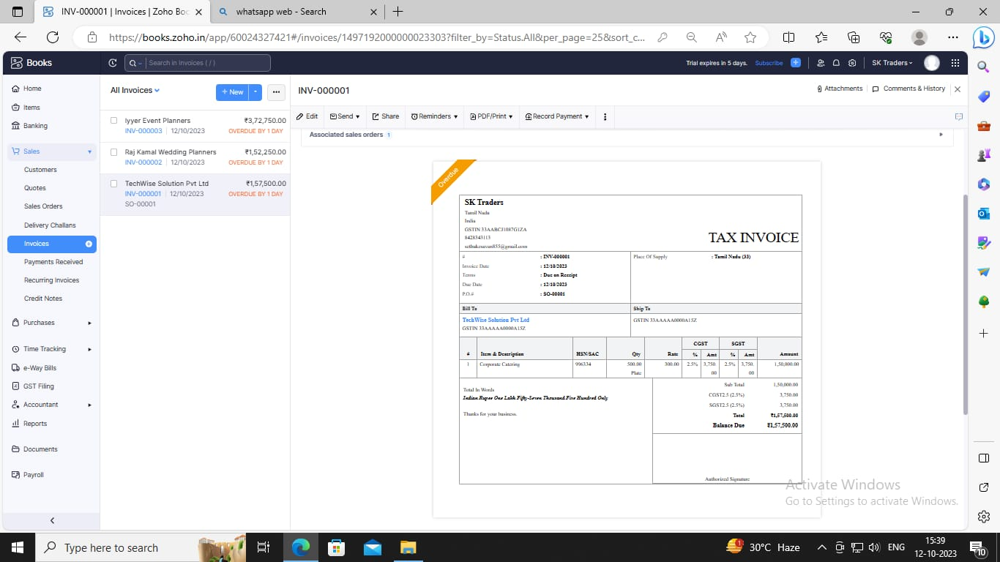 INV-000001 | Invoices | Zoho Boo
whatsapp web - Search
https://books.zoho.in/app/60024327421#/invoices/1497192000000023303?filter_by=Status.All&per_page=25&sort_c...
Books
Search in Invoices ( / )
Trial expires in 5 days. Subscribe
SK Traders
Home
Items
Banking
Sales
Customers
Quotes
Sales Orders
Delivery Challans
Invoices
Payments Received
Recurring Invoices
Credit Notes
Purchases
Time Tracking
e-Way Bills
GST Filing
Accountant
Reports
Documents
Payroll
All Invoices
+ New
Iyyer Event Planners ₹3,72,750.00
INV-000003 | 12/10/2023 OVERDUE BY 1 DAY
Raj Kamal Wedding Planners ₹1,52,250.00
INV-000002 | 12/10/2023 OVERDUE BY 1 DAY
TechWise Solution Pvt Ltd ₹1,57,500.00
INV-000001 | 12/10/2023 OVERDUE BY 1 DAY
SO-00001
INV-000001
Attachments
Comments & History
Edit Send Share Reminders PDF/Print Record Payment
Associated sales orders 1
Overdue
SK Traders
Tamil Nadu
India
GSTIN 33AABCJ1087G1ZA
8428343113
TAX INVOICE
# : INV-000001
Invoice Date : 12/10/2023
Terms : Due on Receipt
Due Date : 12/10/2023
P.O.# : SO-00001
Place Of Supply : Tamil Nadu (33)
Bill To
Ship To
TechWise Solution Pvt Ltd
GSTIN 33AAAAA0000A15Z
GSTIN 33AAAAA0000A15Z
CGST SGST
# Item & Description HSN/SAC Qty Rate % Amt % Amt Amount
1 Corporate Catering 996334 500.00 300.00 2.5% 3,750. 2.5% 3,750. 1,50,000.00
Plate 00 00
Total In Words
Indian Rupee One Lakh Fifty-Seven Thousand Five Hundred Only
Thanks for your business.
Sub Total 1,50,000.00
CGST2.5 (2.5%) 3,750.00
SGST2.5 (2.5%) 3,750.00
Total ₹1,57,500.00
Balance Due ₹1,57,500.00
Authorized Signature
Activate Windows
Go to Settings to activate Windows.
Type here to search
1
30°C Haze
ENG
15:39
12-10-2023
10